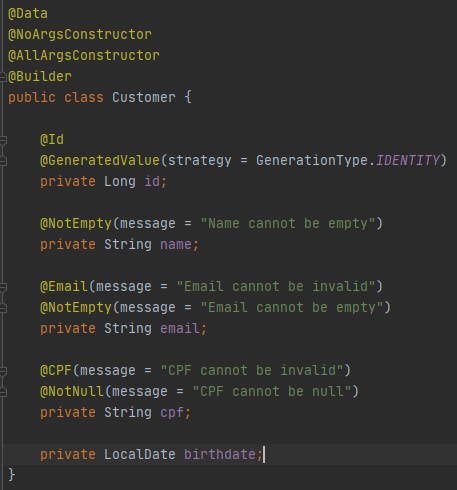 @Data
@NoArgsConstructor
@AllArgsConstructor
@Builder
public class Customer {
@Id
@GeneratedValue(strategy = GenerationType.IDENTITY)
private Long id;
@NotEmpty(message = "Name cannot be empty")
private String name;
@Email(message = "Email cannot be invalid")
@NotEmpty(message = "Email cannot be empty")
private String email;
@CPF(message = "CPF cannot be invalid")
@NotNull(message = "CPF cannot be null")
private String cpf;
private LocalDate birthdate;
}